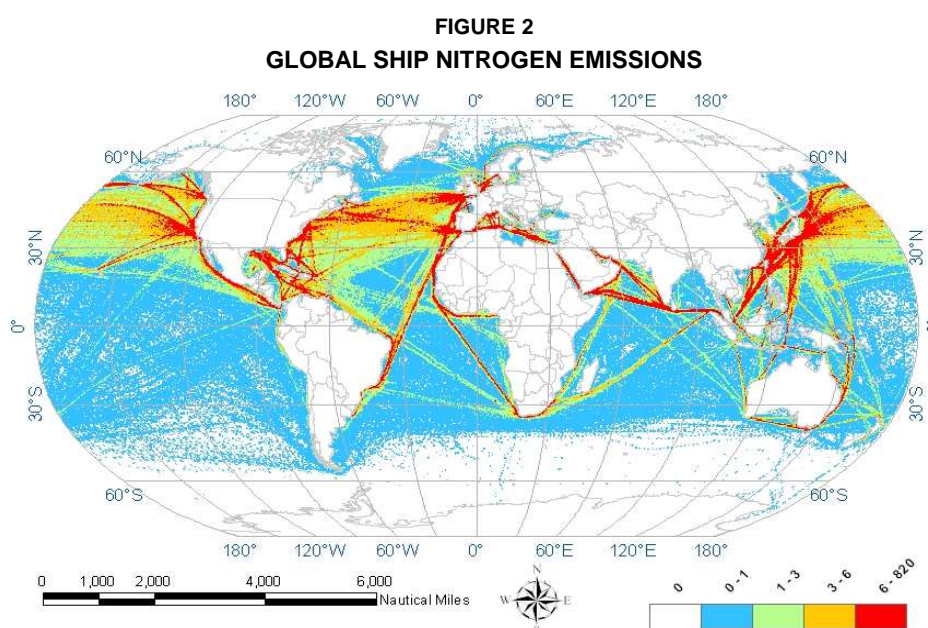 FIGURE 2
GLOBAL SHIP NITROGEN EMISSIONS
180° 120°W 60°W 0° 60°E 120°E 180°
60°N 60°N
30°N 30°N
0°
30°S 30°S
60°S 60°S
180° 120°W 60°W 0° 60°E 120°E 180°
0 1,000 2,000 4,000 6,000
Nautical Miles
N
W E
0 0 - 1 1 - 3 3 - 6 6 - 820